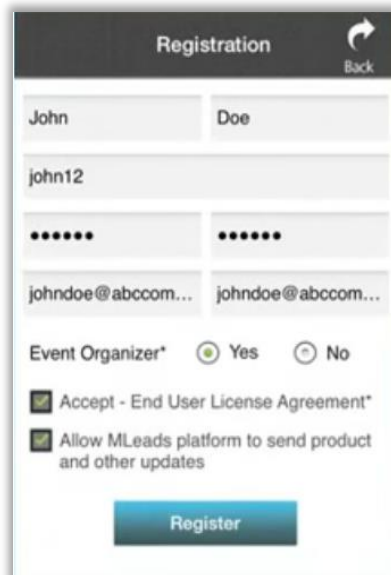 Registration
Back
John Doe
john12
•••••• ••••••
johndoe@abccom... johndoe@abccom...
Event Organizer* Yes No
Accept - End User License Agreement*
Allow MLeads platform to send product
and other updates
Register